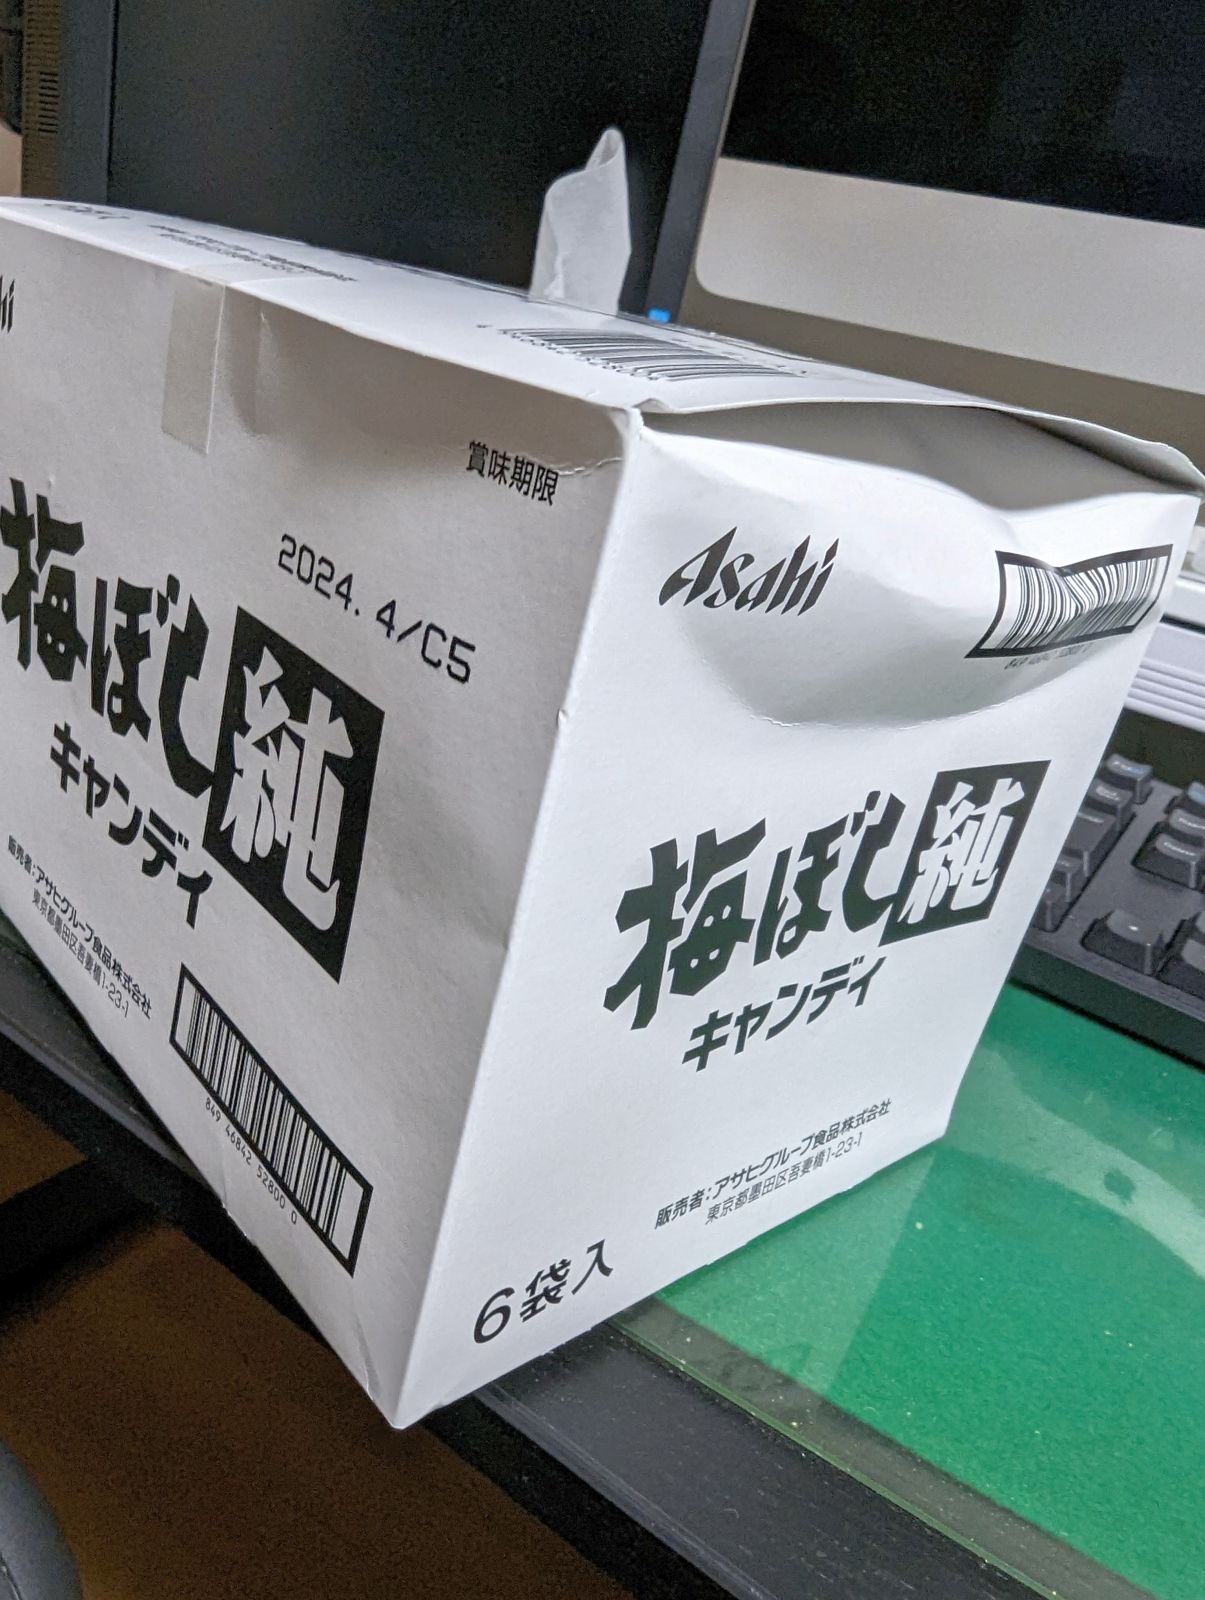 賞味期限
2024. 4/C5
梅ぼし純
キャンディ
販売者:アサヒグループ食品株式会社
東京都墨田区吾妻橋1-23-1
849 46842 52800 0
Asahi
梅ぼし純
キャンディ
販売者:アサヒグループ食品株式会社
東京都墨田区吾妻橋1-23-1
6袋入